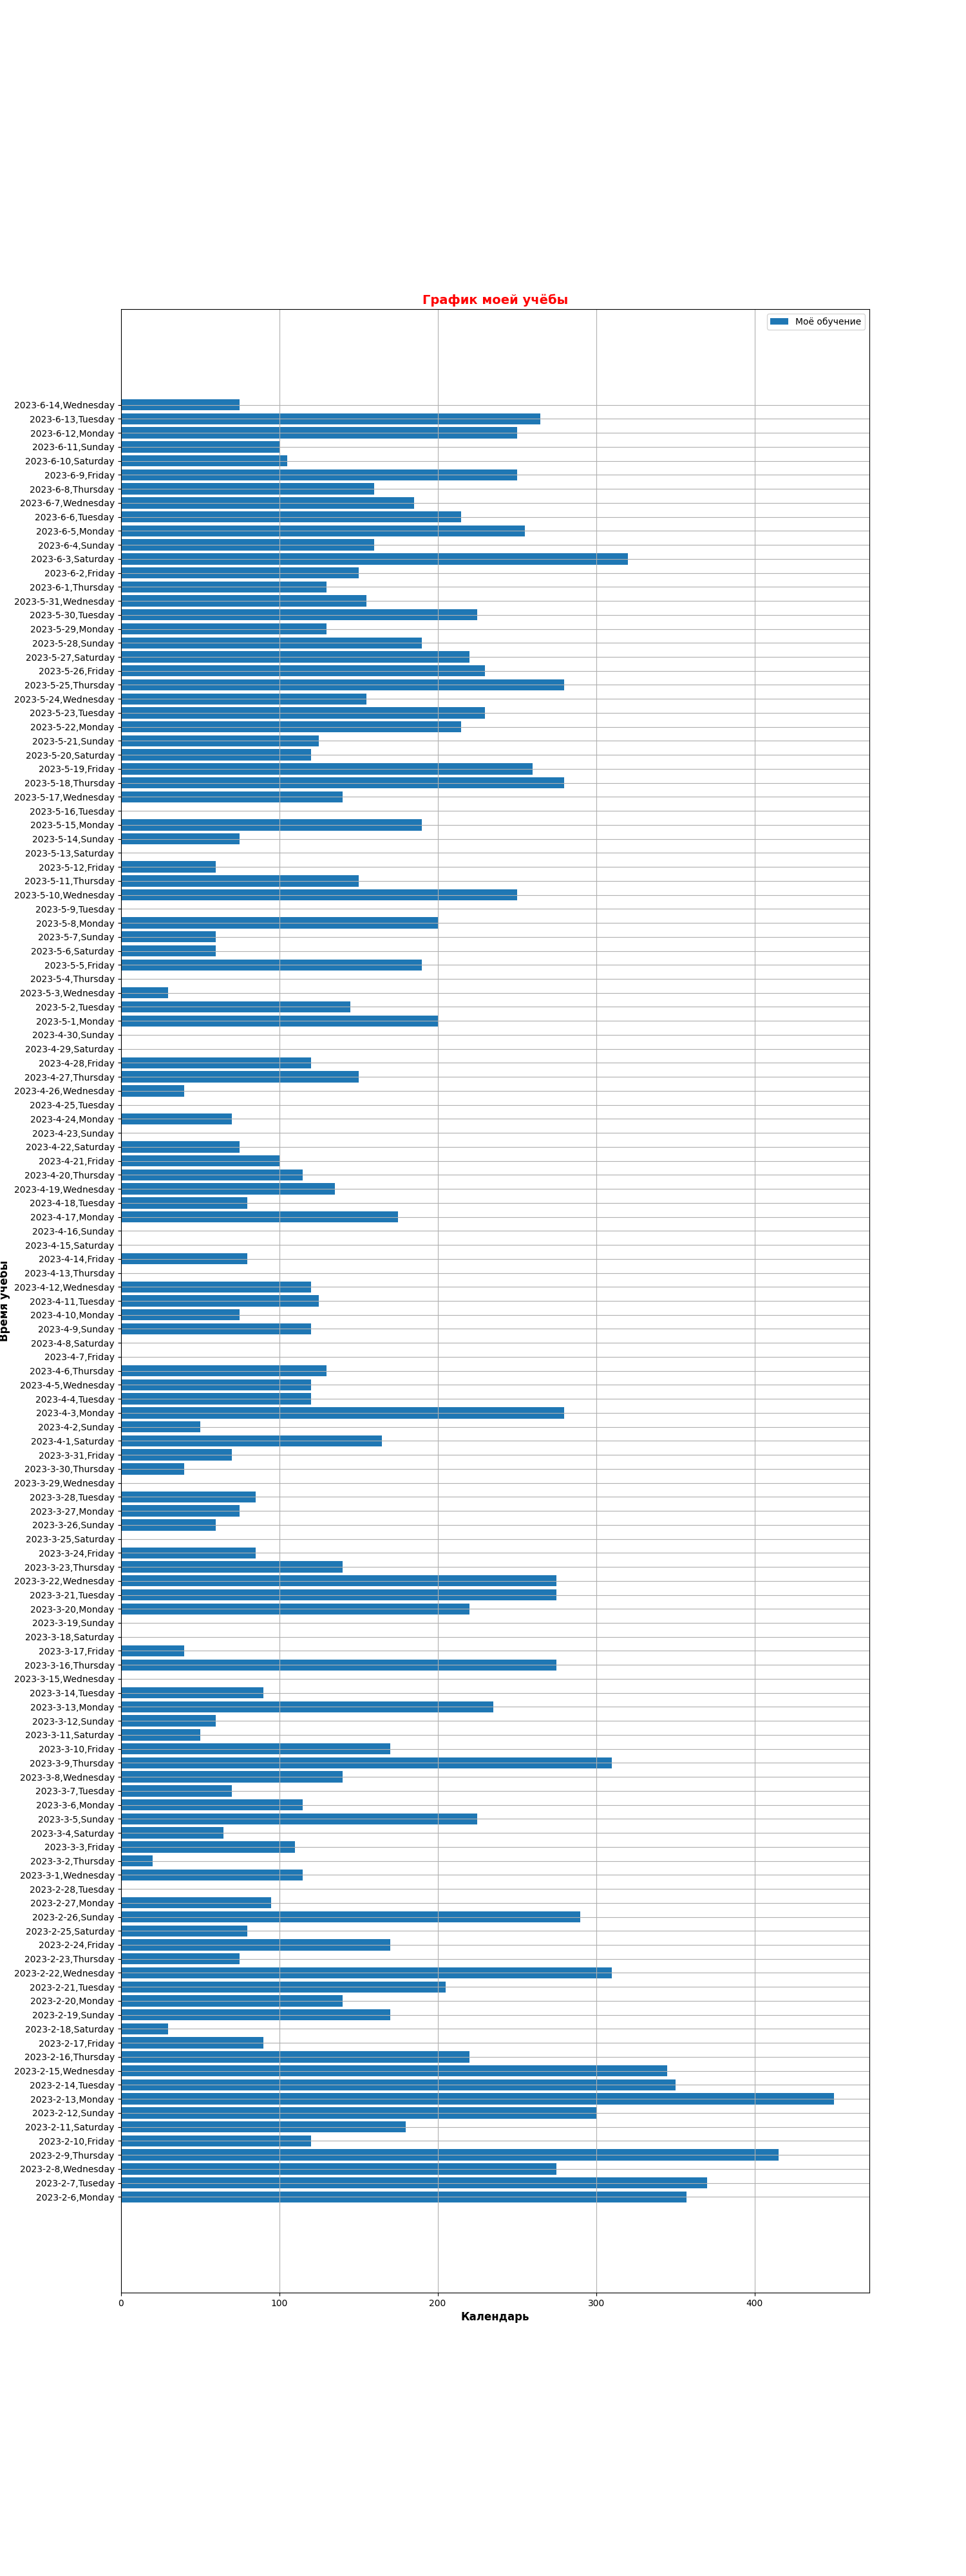 График моей учёбы
Моё обучение
2023-6-14,Wednesday
2023-6-13,Tuesday
2023-6-12,Monday
2023-6-11,Sunday
2023-6-10,Saturday
2023-6-9,Friday
2023-6-8,Thursday
2023-6-7,Wednesday
2023-6-6,Tuesday
2023-6-5,Monday
2023-6-4,Sunday
2023-6-3,Saturday
2023-6-2,Friday
2023-6-1,Thursday
2023-5-31,Wednesday
2023-5-30,Tuesday
2023-5-29,Monday
2023-5-28,Sunday
2023-5-27,Saturday
2023-5-26,Friday
2023-5-25,Thursday
2023-5-24,Wednesday
2023-5-23,Tuesday
2023-5-22,Monday
2023-5-21,Sunday
2023-5-20,Saturday
2023-5-19,Friday
2023-5-18,Thursday
2023-5-17,Wednesday
2023-5-16,Tuesday
2023-5-15,Monday
2023-5-14,Sunday
2023-5-13,Saturday
2023-5-12,Friday
2023-5-11,Thursday
2023-5-10,Wednesday
2023-5-9,Tuesday
2023-5-8,Monday
2023-5-7,Sunday
2023-5-6,Saturday
2023-5-5,Friday
2023-5-4,Thursday
2023-5-3,Wednesday
2023-5-2,Tuesday
2023-5-1,Monday
2023-4-30,Sunday
2023-4-29,Saturday
2023-4-28,Friday
2023-4-27,Thursday
2023-4-26,Wednesday
2023-4-25,Tuesday
2023-4-24,Monday
2023-4-23,Sunday
2023-4-22,Saturday
2023-4-21,Friday
2023-4-20,Thursday
2023-4-19,Wednesday
2023-4-18,Tuesday
2023-4-17,Monday
2023-4-16,Sunday
2023-4-15,Saturday
2023-4-14,Friday
2023-4-13,Thursday
2023-4-12,Wednesday
2023-4-11,Tuesday
2023-4-10,Monday
2023-4-9,Sunday
2023-4-8,Saturday
2023-4-7,Friday
2023-4-6,Thursday
2023-4-5,Wednesday
2023-4-4,Tuesday
2023-4-3,Monday
2023-4-2,Sunday
2023-4-1,Saturday
2023-3-31,Friday
2023-3-30,Thursday
2023-3-29,Wednesday
2023-3-28,Tuesday
2023-3-27,Monday
2023-3-26,Sunday
2023-3-25,Saturday
2023-3-24,Friday
2023-3-23,Thursday
2023-3-22,Wednesday
2023-3-21,Tuesday
2023-3-20,Monday
2023-3-19,Sunday
2023-3-18,Saturday
2023-3-17,Friday
2023-3-16,Thursday
2023-3-15,Wednesday
2023-3-14,Tuesday
2023-3-13,Monday
2023-3-12,Sunday
2023-3-11,Saturday
2023-3-10,Friday
2023-3-9,Thursday
2023-3-8,Wednesday
2023-3-7,Tuesday
2023-3-6,Monday
2023-3-5,Sunday
2023-3-4,Saturday
2023-3-3,Friday
2023-3-2,Thursday
2023-3-1,Wednesday
2023-2-28,Tuesday
2023-2-27,Monday
2023-2-26,Sunday
2023-2-25,Saturday
2023-2-24,Friday
2023-2-23,Thursday
2023-2-22,Wednesday
2023-2-21,Tuesday
2023-2-20,Monday
2023-2-19,Sunday
2023-2-18,Saturday
2023-2-17,Friday
2023-2-16,Thursday
2023-2-15,Wednesday
2023-2-14,Tuesday
2023-2-13,Monday
2023-2-12,Sunday
2023-2-11,Saturday
2023-2-10,Friday
2023-2-9,Thursday
2023-2-8,Wednesday
2023-2-7,Tuseday
2023-2-6,Monday
Время учёбы
0 100 200 300 400
Календарь